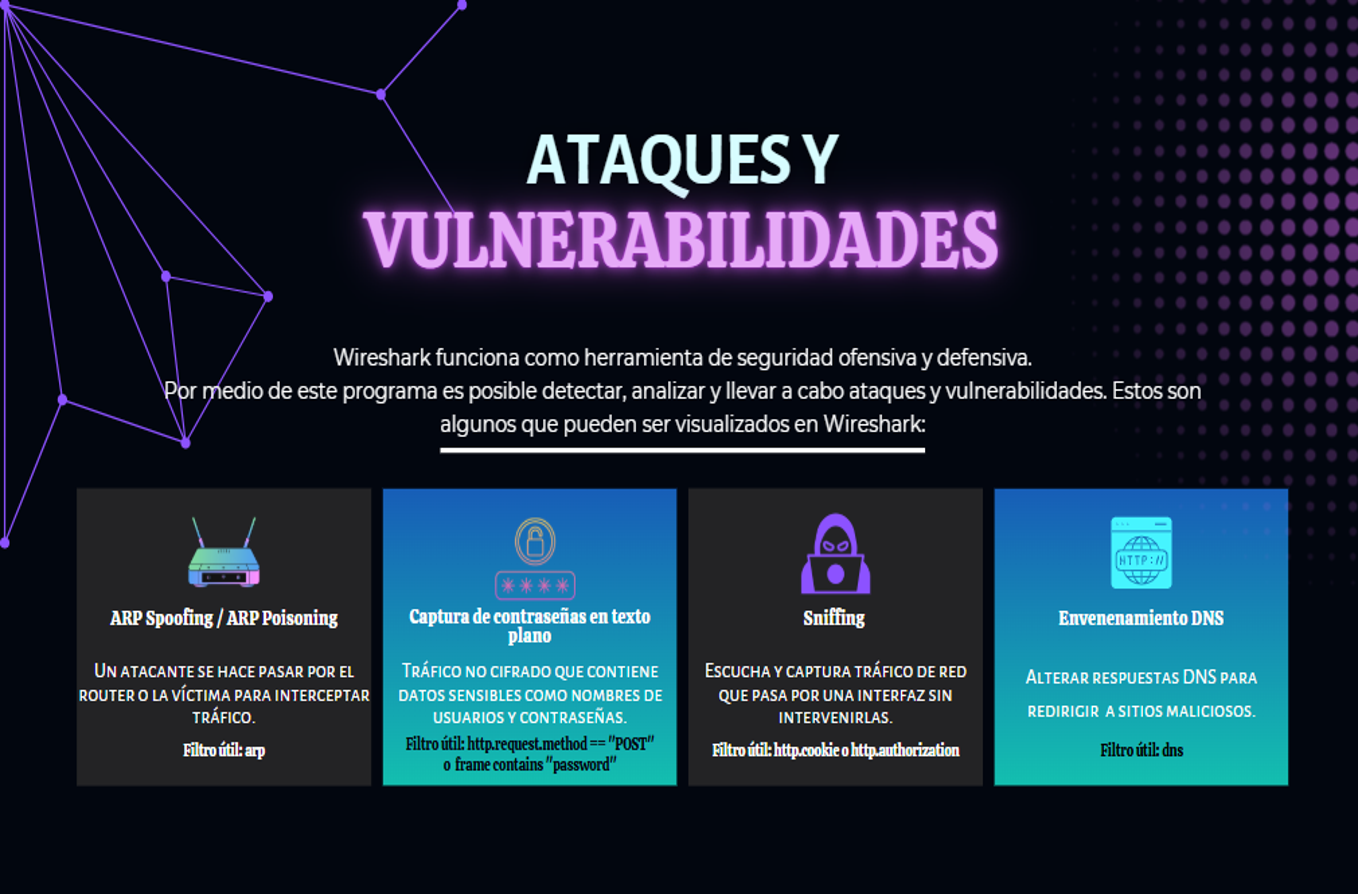 ATAQUES Y
VULNERABILIDADES
Wireshark funciona como herramienta de seguridad ofensiva y defensiva.
Por medio de este programa es posible detectar, analizar y llevar a cabo ataques y vulnerabilidades. Estos son
algunos que pueden ser visualizados en Wireshark:
ARP Spoofing / ARP Poisoning
Un atacante se hace pasar por el
router o la víctima para interceptar
tráfico.
Filtro útil: arp
****
Captura de contraseñas en texto
plano
Tráfico no cifrado que contiene
datos sensibles como nombres de
usuarios y contraseñas.
Filtro útil: http.request.method == "POST"
o frame contains "password"
Sniffing
Escucha y captura tráfico de red
que pasa por una interfaz sin
intervenirlas.
Filtro útil: http.cookie o http.authorization
HTTP://
Envenenamiento DNS
Alterar respuestas DNS para
redirigir a sitios maliciosos.
Filtro útil: dns